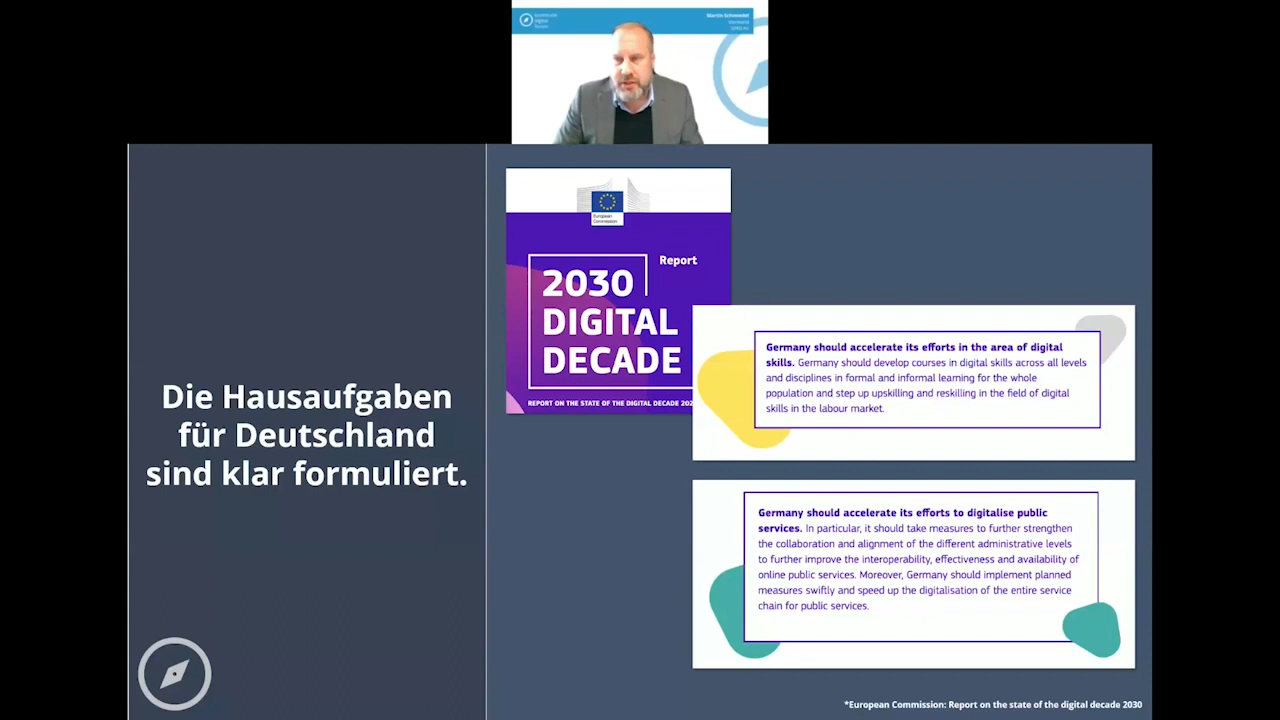 Martin Schmiedel
Die Hausaufgaben
für Deutschland
sind klar formuliert.
European
Commission
Report
2030
DIGITAL
DECADE
REPORT ON THE STATE OF THE DIGITAL DECADE 202
Germany should accelerate its efforts in the area of digital
skills. Germany should develop courses in digital skills across all levels
and disciplines in formal and informal learning for the whole
population and step up upskilling and reskilling in the field of digital
skills in the labour market.
Germany should accelerate its efforts to digitalise public
services. In particular, it should take measures to further strengthen
the collaboration and alignment of the different administrative levels
to further improve the interoperability, effectiveness and availability of
online public services. Moreover, Germany should implement planned
measures swiftly and speed up the digitalisation of the entire service
chain for public services.
*European Commission: Report on the state of the digital decade 2030